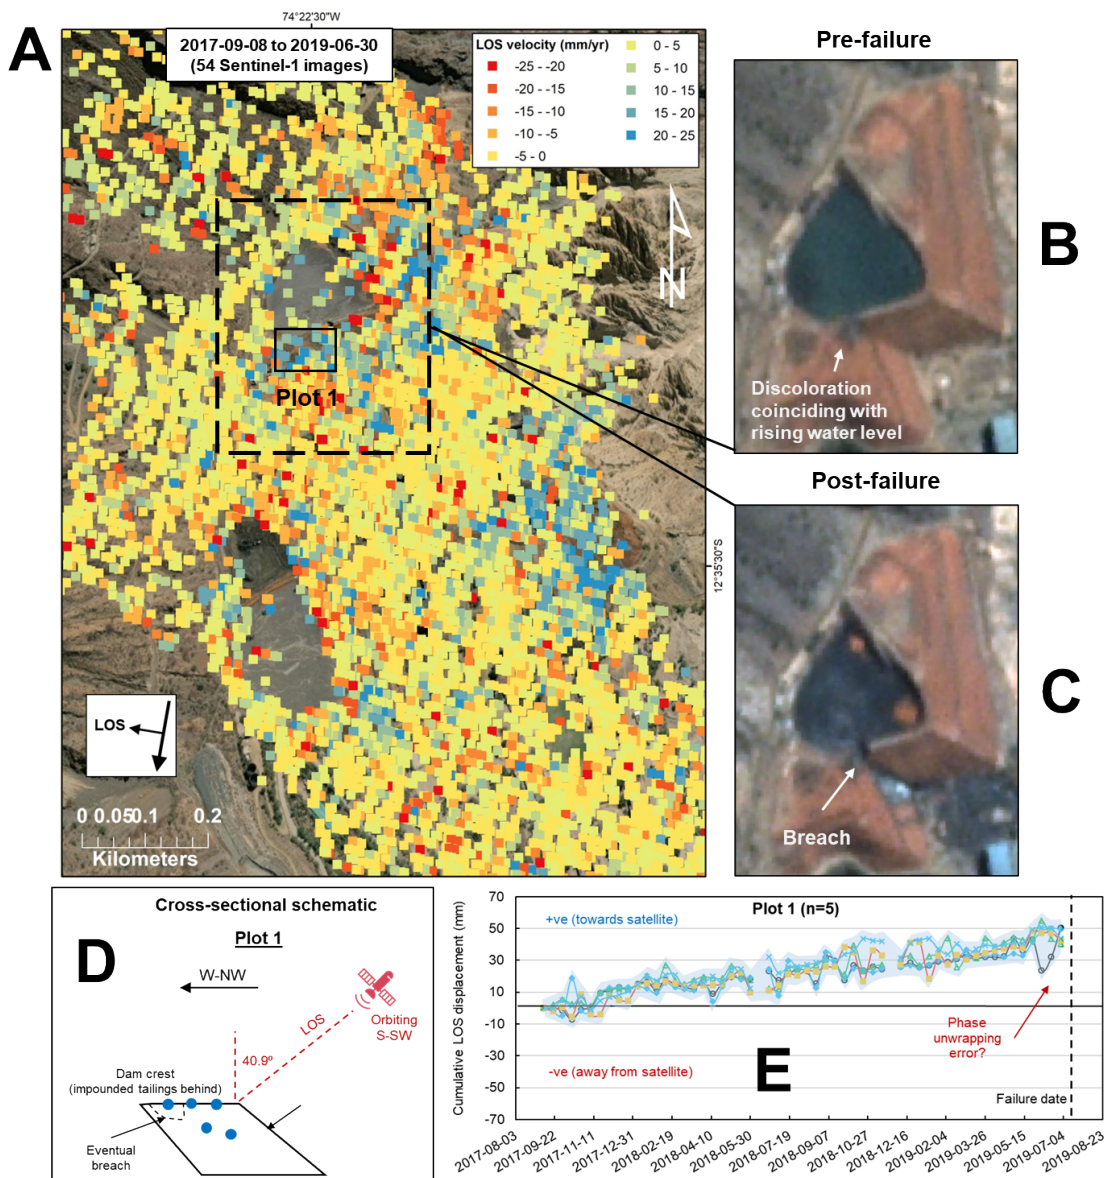 A
74°22'30"W
2017-09-08 to 2019-06-30
(54 Sentinel-1 images)
LOS velocity (mm/yr)
-25 - -20
-20 - -15
-15 - -10
-10 - -5
-5 - 0
0 - 5
5 - 10
10 - 15
15 - 20
20 - 25
N
Plot 1
12°35'30"S
LOS
0 0.050.1 0.2
Kilometers
Pre-failure
B
Discoloration
coinciding with
rising water level
Post-failure
C
Breach
Cross-sectional schematic
Plot 1
D
W-NW
LOS
Orbiting
S-SW
40.9º
Dam crest
(impounded tailings behind)
Eventual
breach
Plot 1 (n=5)
+ve (towards satellite)
-ve (away from satellite)
E
Phase
unwrapping
error?
Failure date
Cumulative LOS displacement (mm)
70
50
30
10
-10
-30
-50
-70
2017-08-03
2017-09-22
2017-11-11
2017-12-31
2018-02-19
2018-04-10
2018-05-30
2018-07-19
2018-09-07
2018-10-27
2018-12-16
2019-02-04
2019-03-26
2019-05-15
2019-07-04
2019-08-23